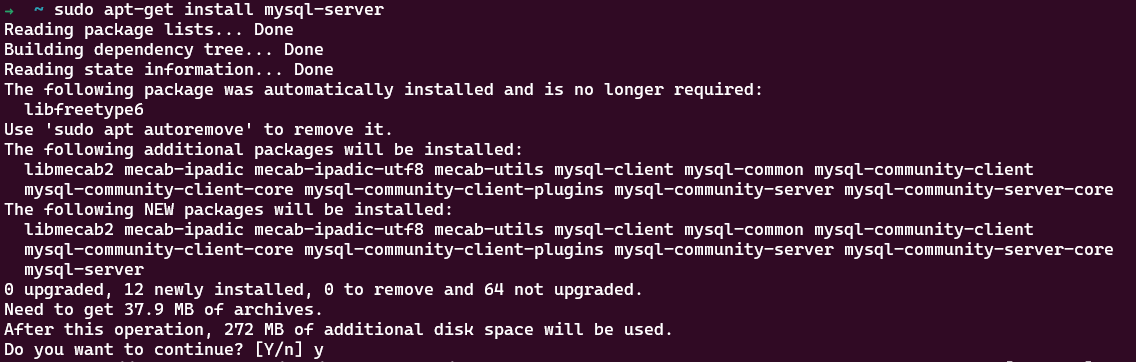 → ~ sudo apt-get install mysql-server
Reading package lists... Done
Building dependency tree... Done
Reading state information... Done
The following package was automatically installed and is no longer required:
libfreetype6
Use 'sudo apt autoremove' to remove it.
The following additional packages will be installed:
libmecab2 mecab-ipadic mecab-ipadic-utf8 mecab-utils mysql-client mysql-common mysql-community-client
mysql-community-client-core mysql-community-client-plugins mysql-community-server mysql-community-server-core
The following NEW packages will be installed:
libmecab2 mecab-ipadic mecab-ipadic-utf8 mecab-utils mysql-client mysql-common mysql-community-client
mysql-community-client-core mysql-community-client-plugins mysql-community-server mysql-community-server-core
mysql-server
0 upgraded, 12 newly installed, 0 to remove and 64 not upgraded.
Need to get 37.9 MB of archives.
After this operation, 272 MB of additional disk space will be used.
Do you want to continue? [Y/n] y